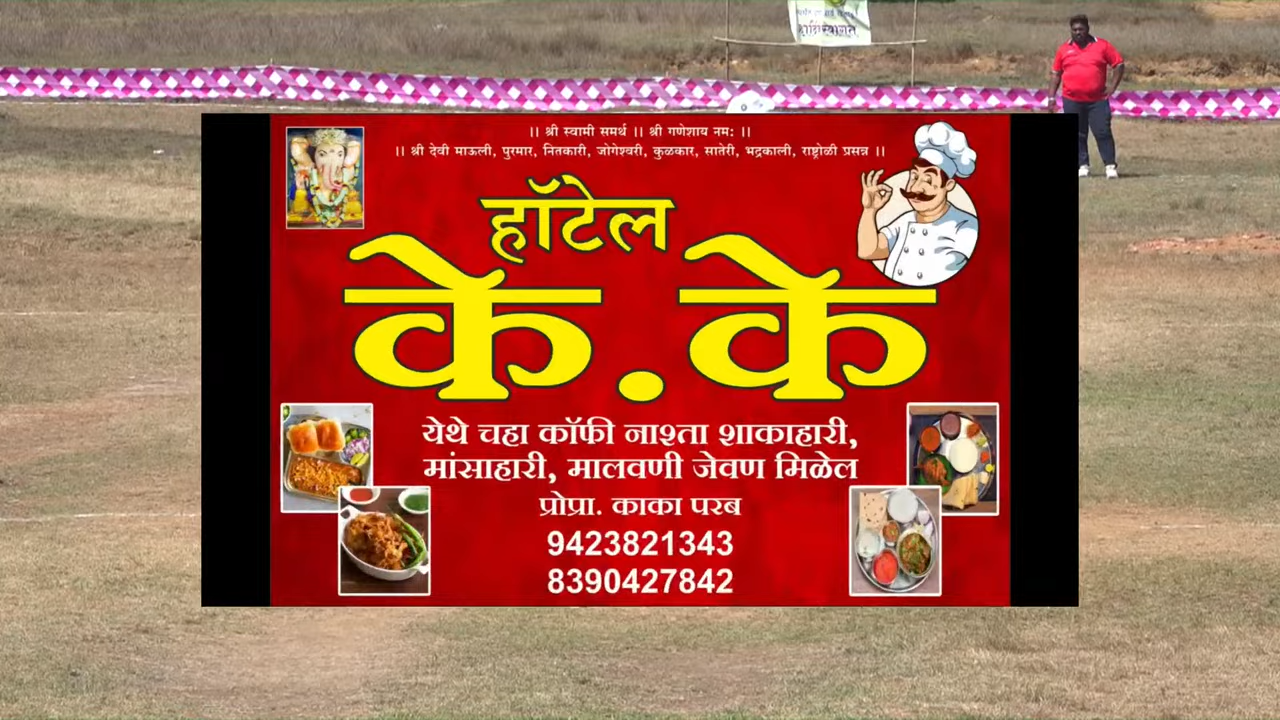 ।। श्री स्वामी समर्थ ।। श्री गणेशाय नमः ।।
।। श्री देवी माऊली, पुरमार, नितकारी, जोगेश्वरी, कुळकार, सातेरी, भद्रकाली, राष्ट्रोळी प्रसन्न ।।
हॉटेल
के.के
येथे चहा कॉफी नाश्ता शाकाहारी,
मांसाहारी, मालवणी जेवण मिळेल
प्रोप्रा. काका परब
9423821343
8390427842